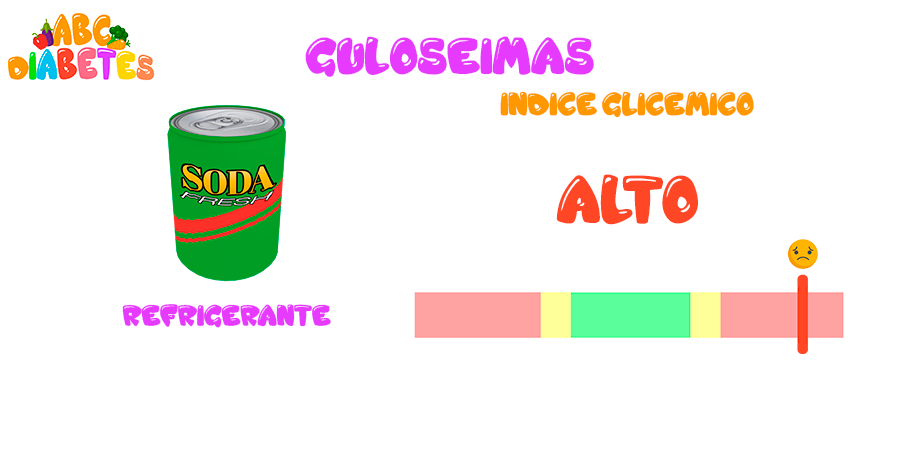 ABC
DIABETES
GULOSEIMAS
INDICE GLICEMICO
SODA
FRESH
ALTO
REFRIGERANTE